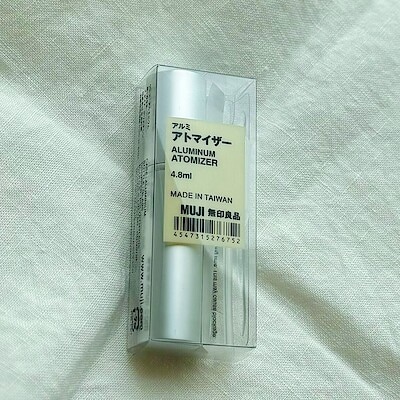 アルミ
アトマイザー
ALUMINUM
ATOMIZER
4.8ml
MADE IN TAIWAN
MUJI 無印良品
4547315276752